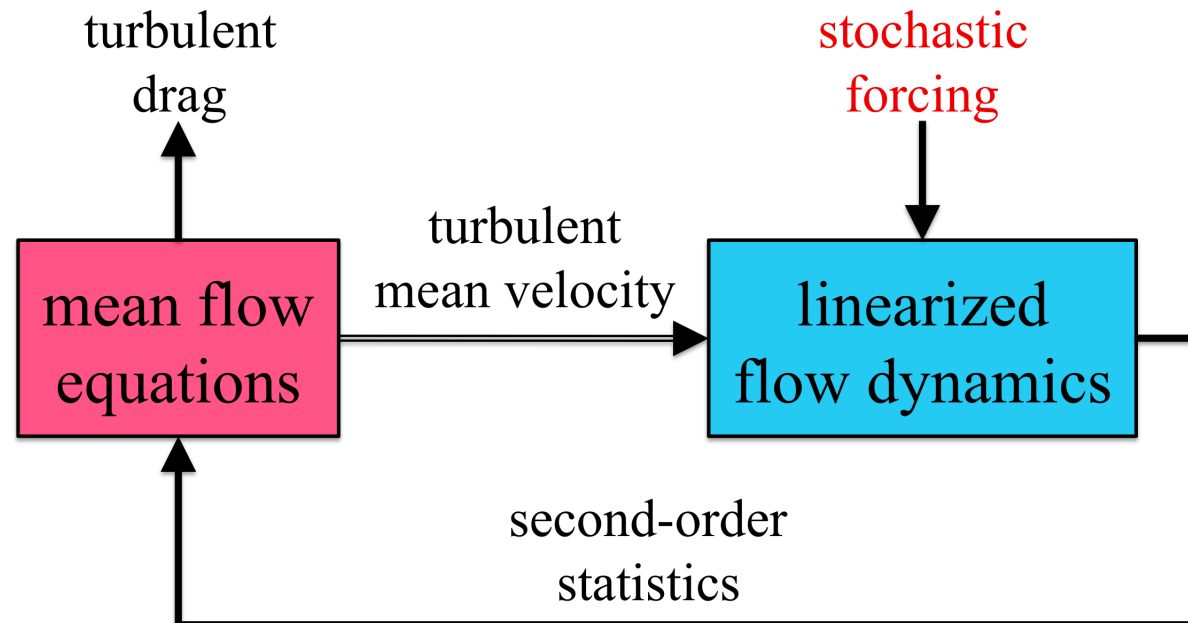 turbulent
drag
stochastic
forcing
turbulent
mean velocity
mean flow
equations
linearized
flow dynamics
second-order
statistics